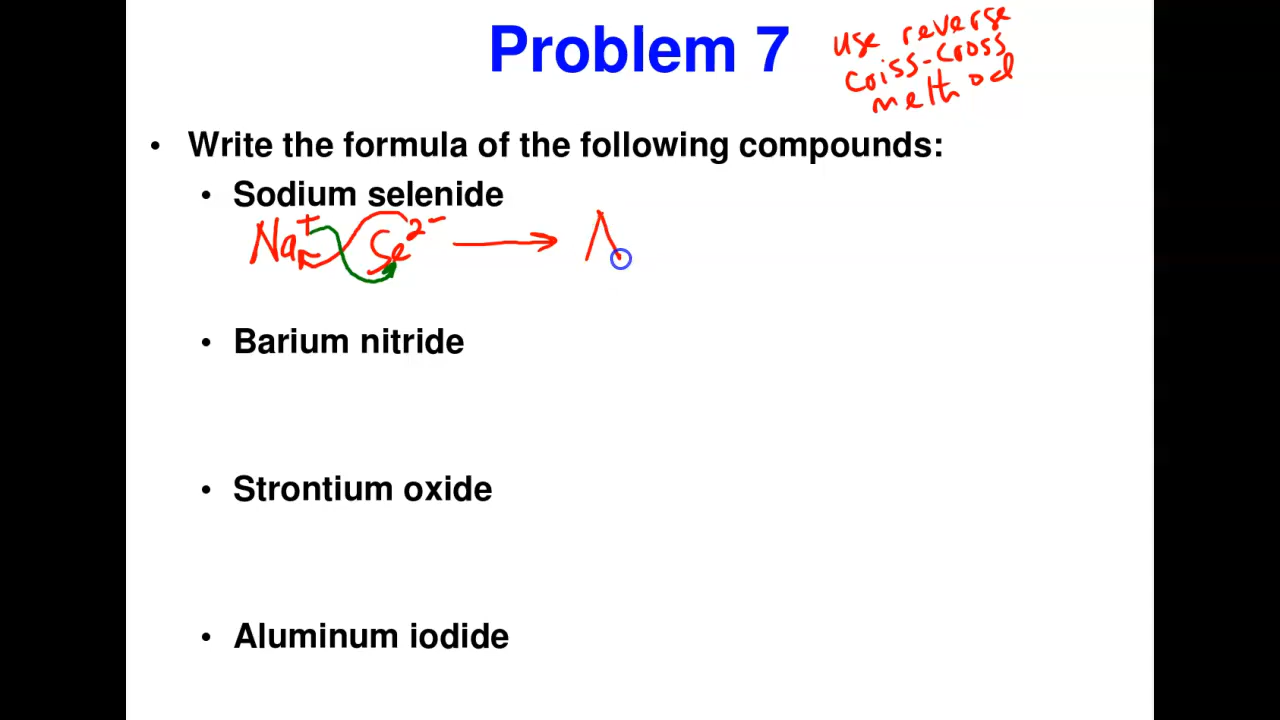 Problem 7
use reverse
criss-cross
method
• Write the formula of the following compounds:
• Sodium selenide
Na⁺ Se²⁻ →
• Barium nitride
• Strontium oxide
• Aluminum iodide